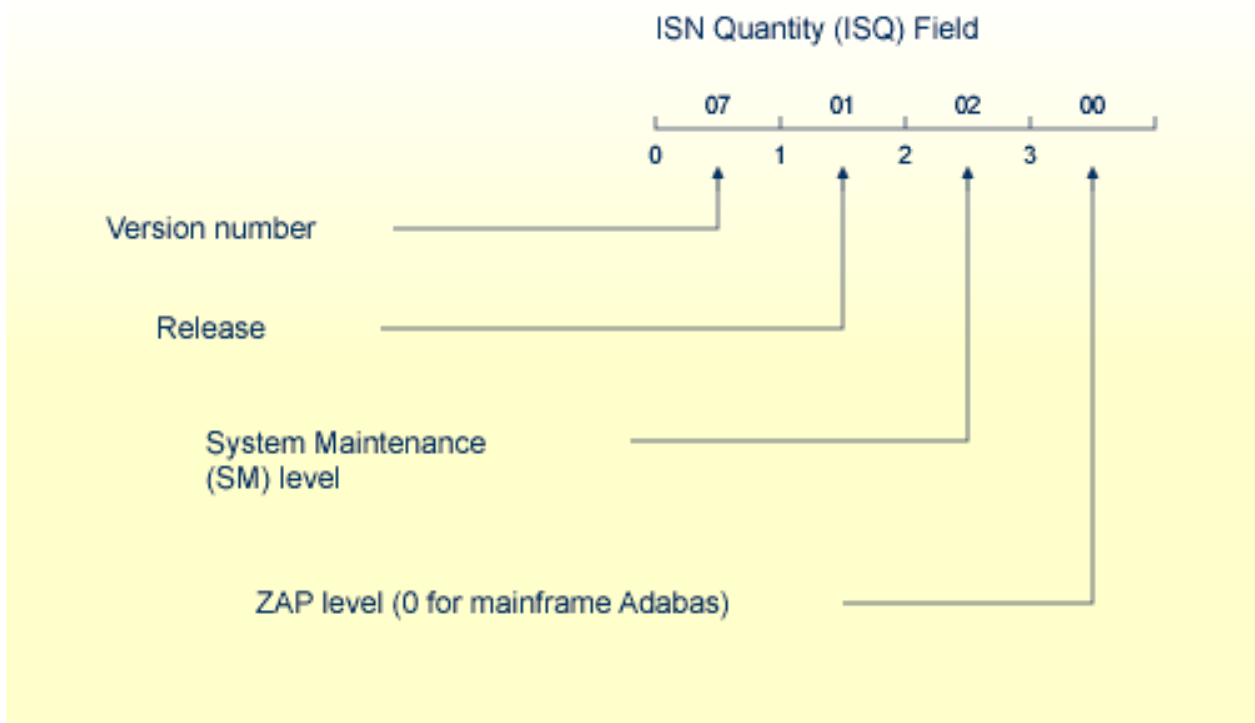 ISN Quantity (ISQ) Field
07 01 02 00
0 1 2 3
Version number
Release
System Maintenance
(SM) level
ZAP level (0 for mainframe Adabas)